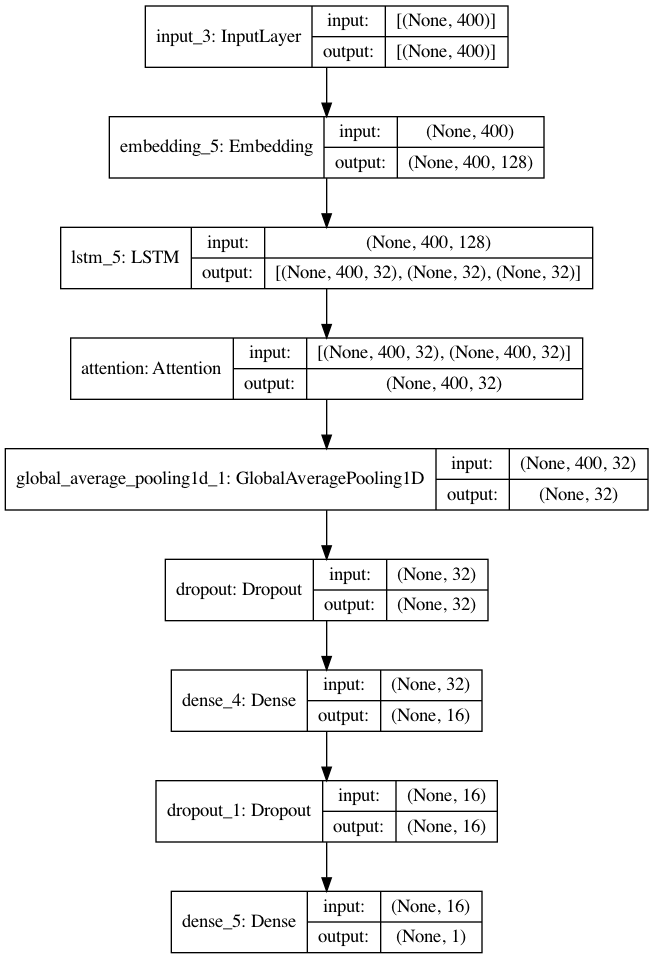 input_3: InputLayer
input: [(None, 400)]
output: [(None, 400)]
embedding_5: Embedding
input: (None, 400)
output: (None, 400, 128)
lstm_5: LSTM
input: (None, 400, 128)
output: [(None, 400, 32), (None, 32), (None, 32)]
attention: Attention
input: [(None, 400, 32), (None, 400, 32)]
output: (None, 400, 32)
global_average_pooling1d_1: GlobalAveragePooling1D
input: (None, 400, 32)
output: (None, 32)
dropout: Dropout
input: (None, 32)
output: (None, 32)
dense_4: Dense
input: (None, 32)
output: (None, 16)
dropout_1: Dropout
input: (None, 16)
output: (None, 16)
dense_5: Dense
input: (None, 16)
output: (None, 1)